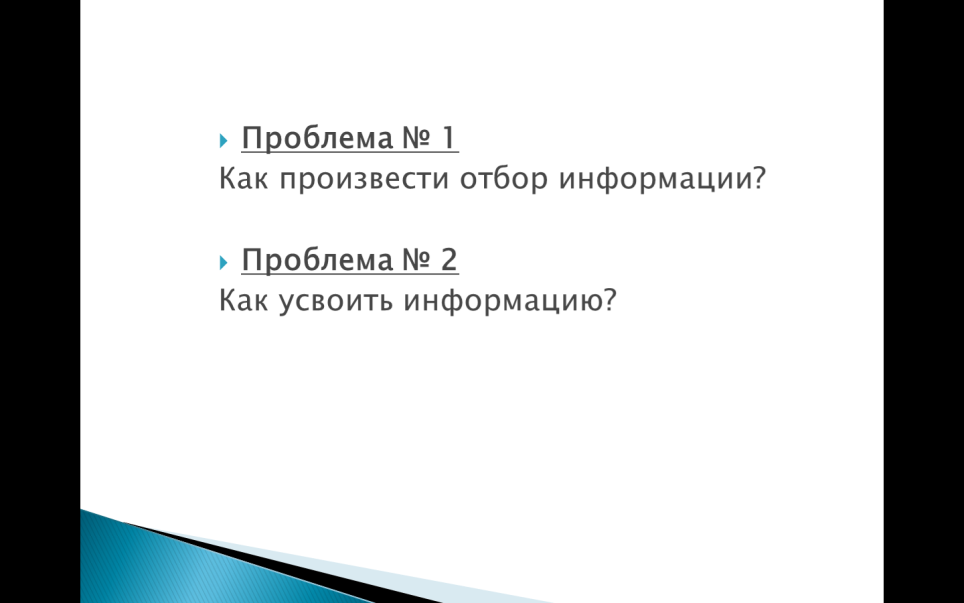 Проблема № 1
Как произвести отбор информации?
Проблема № 2
Как усвоить информацию?